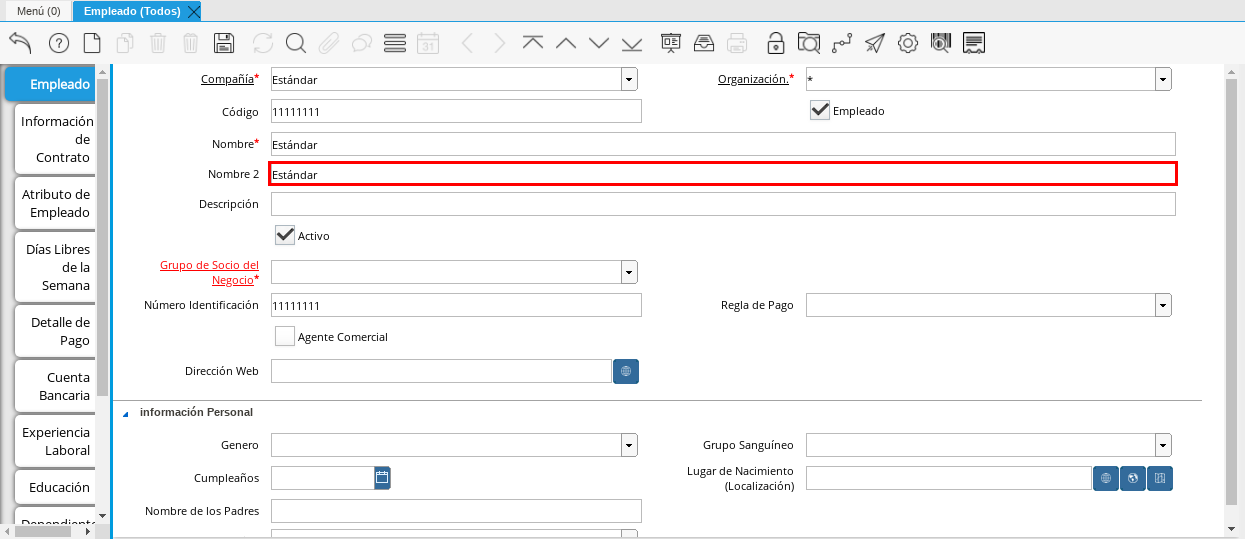 Menú (0)
Empleado (Todos)
31
Empleado
Información de Contrato
Atributo de Empleado
Días Libres de la Semana
Detalle de Pago
Cuenta Bancaria
Experiencia Laboral
Educación
Compañía* Estándar Organización.* *
Código 11111111 Empleado
Nombre* Estándar
Nombre 2 Estándar
Descripción
Activo
Grupo de Socio del Negocio*
Número Identificación 11111111 Regla de Pago
Agente Comercial
Dirección Web
información Personal
Genero Grupo Sanguíneo
Cumpleaños Lugar de Nacimiento (Localización)
Nombre de los Padres